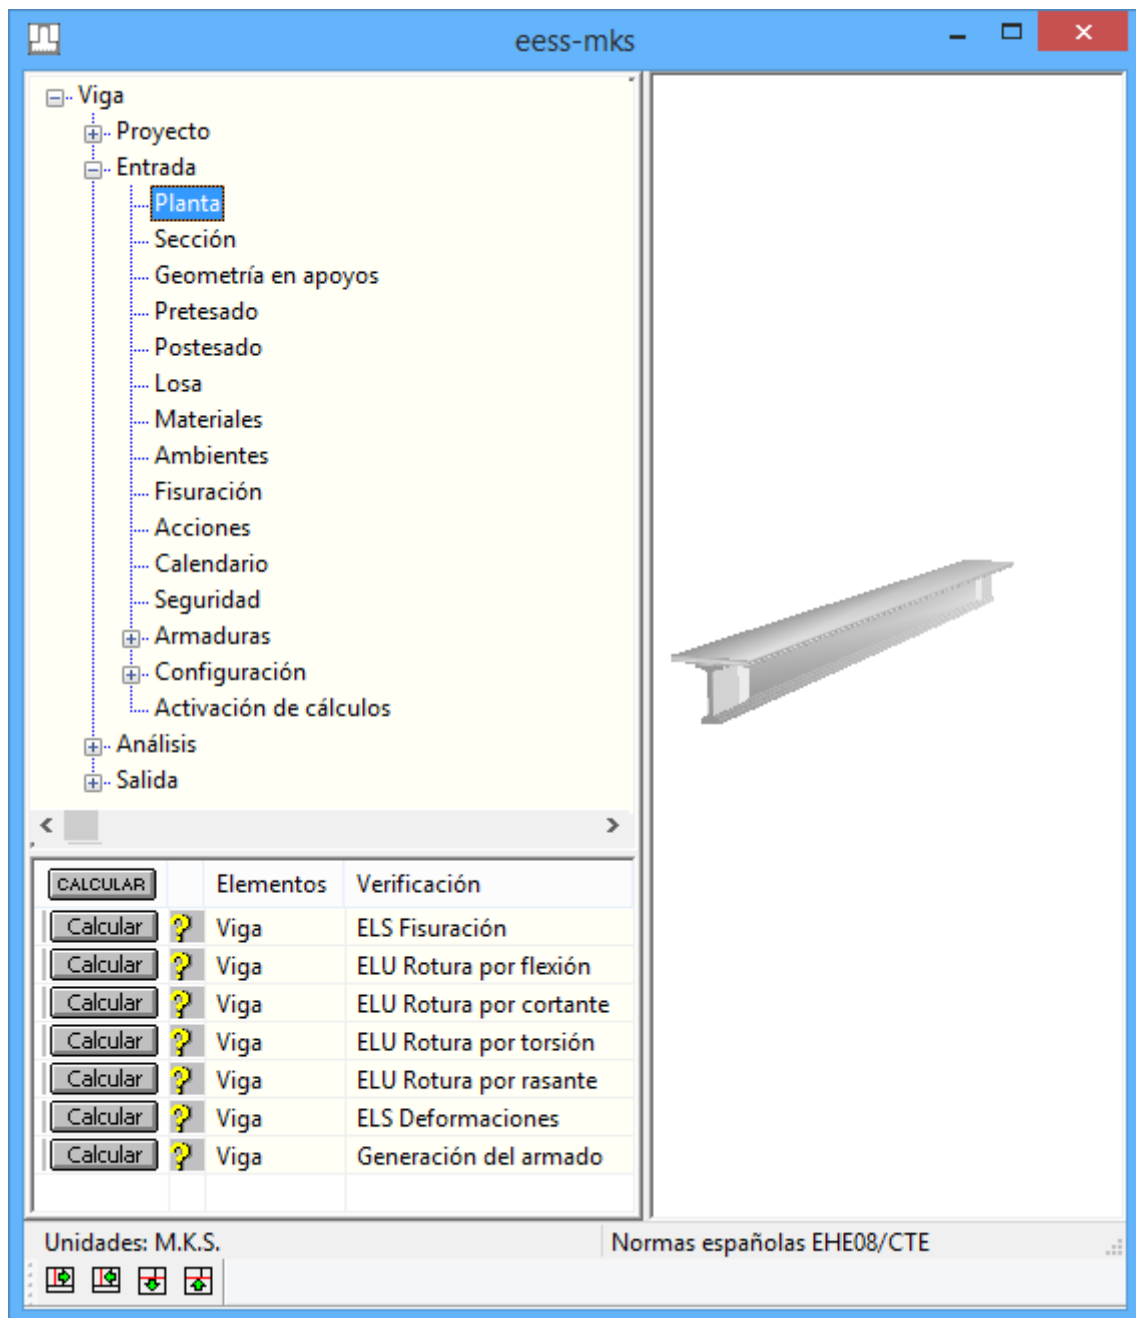 eess-mks
Viga
Proyecto
Entrada
Planta
Sección
Geometría en apoyos
Pretesado
Postesado
Losa
Materiales
Ambientes
Fisuración
Acciones
Calendario
Seguridad
Armaduras
Configuración
Activación de cálculos
Análisis
Salida
CALCULAR Elementos Verificación
Calcular ? Viga ELS Fisuración
Calcular ? Viga ELU Rotura por flexión
Calcular ? Viga ELU Rotura por cortante
Calcular ? Viga ELU Rotura por torsión
Calcular ? Viga ELU Rotura por rasante
Calcular ? Viga ELS Deformaciones
Calcular ? Viga Generación del armado
Unidades: M.K.S. Normas españolas EHE08/CTE